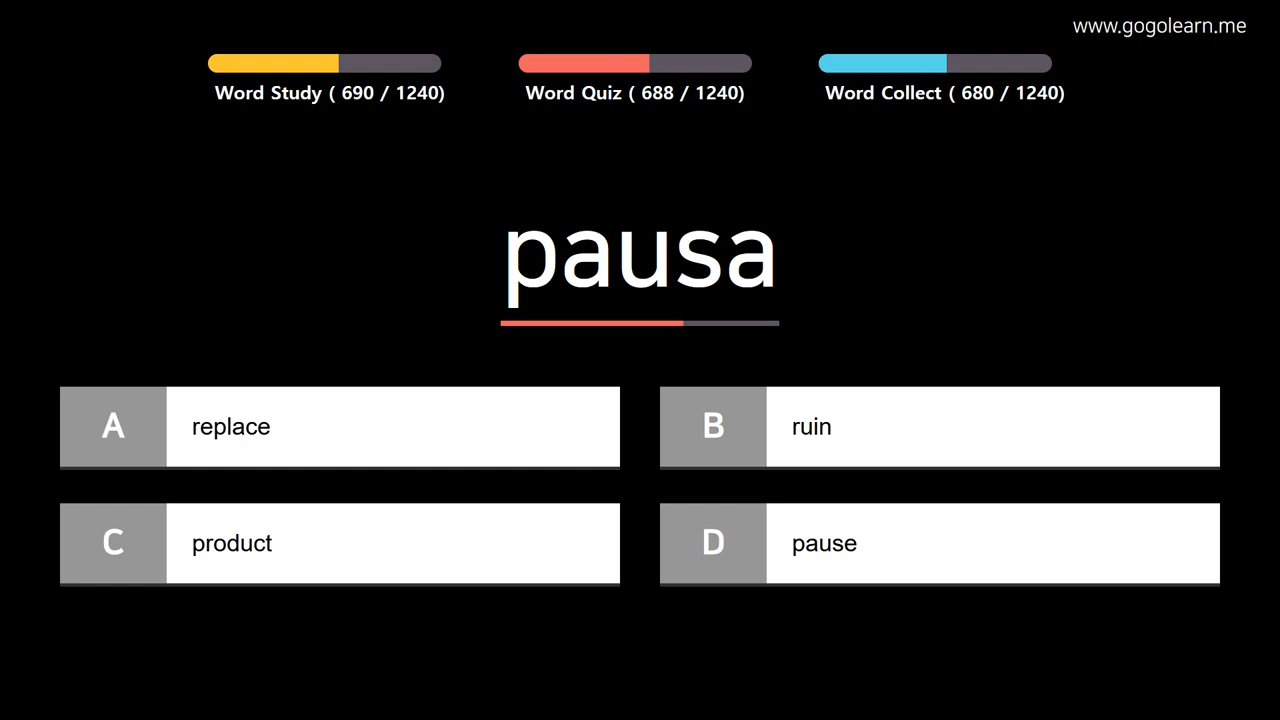 www.gogolearn.me
Word Study ( 690 / 1240)
Word Quiz ( 688 / 1240)
Word Collect ( 680 / 1240)
pausa
A replace
B ruin
C product
D pause